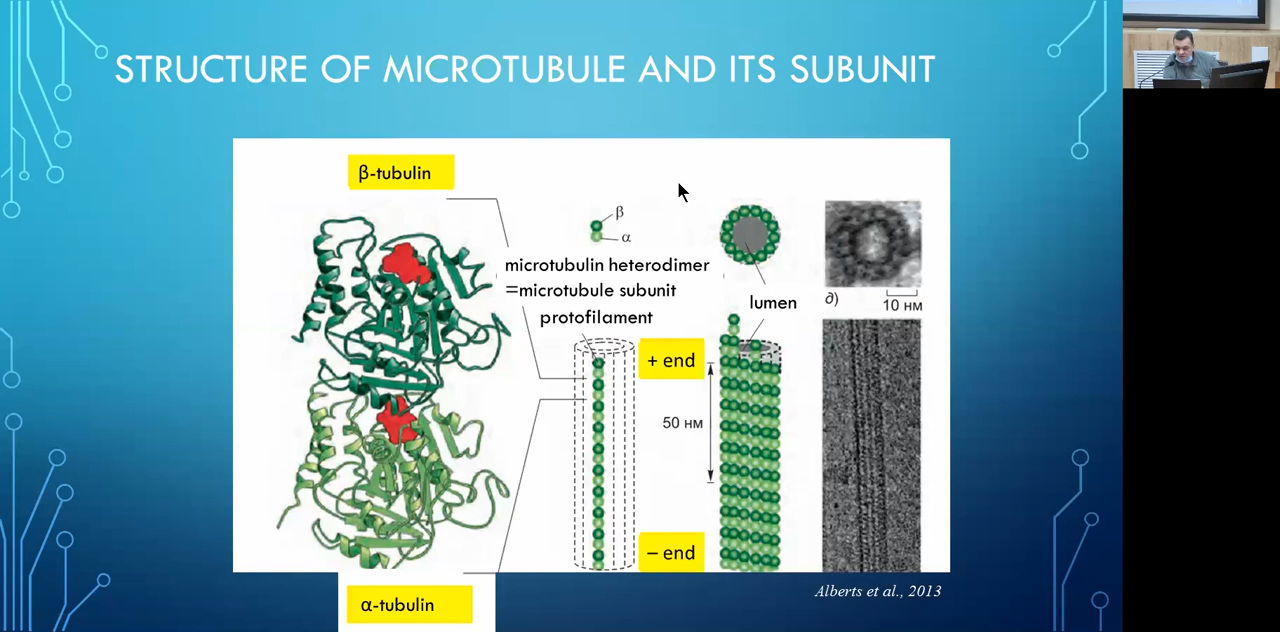 STRUCTURE OF MICROTUBULE AND ITS SUBUNIT
β-tubulin
β
α
microtubulin heterodimer
=microtubule subunit
protofilament
lumen
д)
10 нм
+ end
50 нм
– end
α-tubulin
Alberts et al., 2013